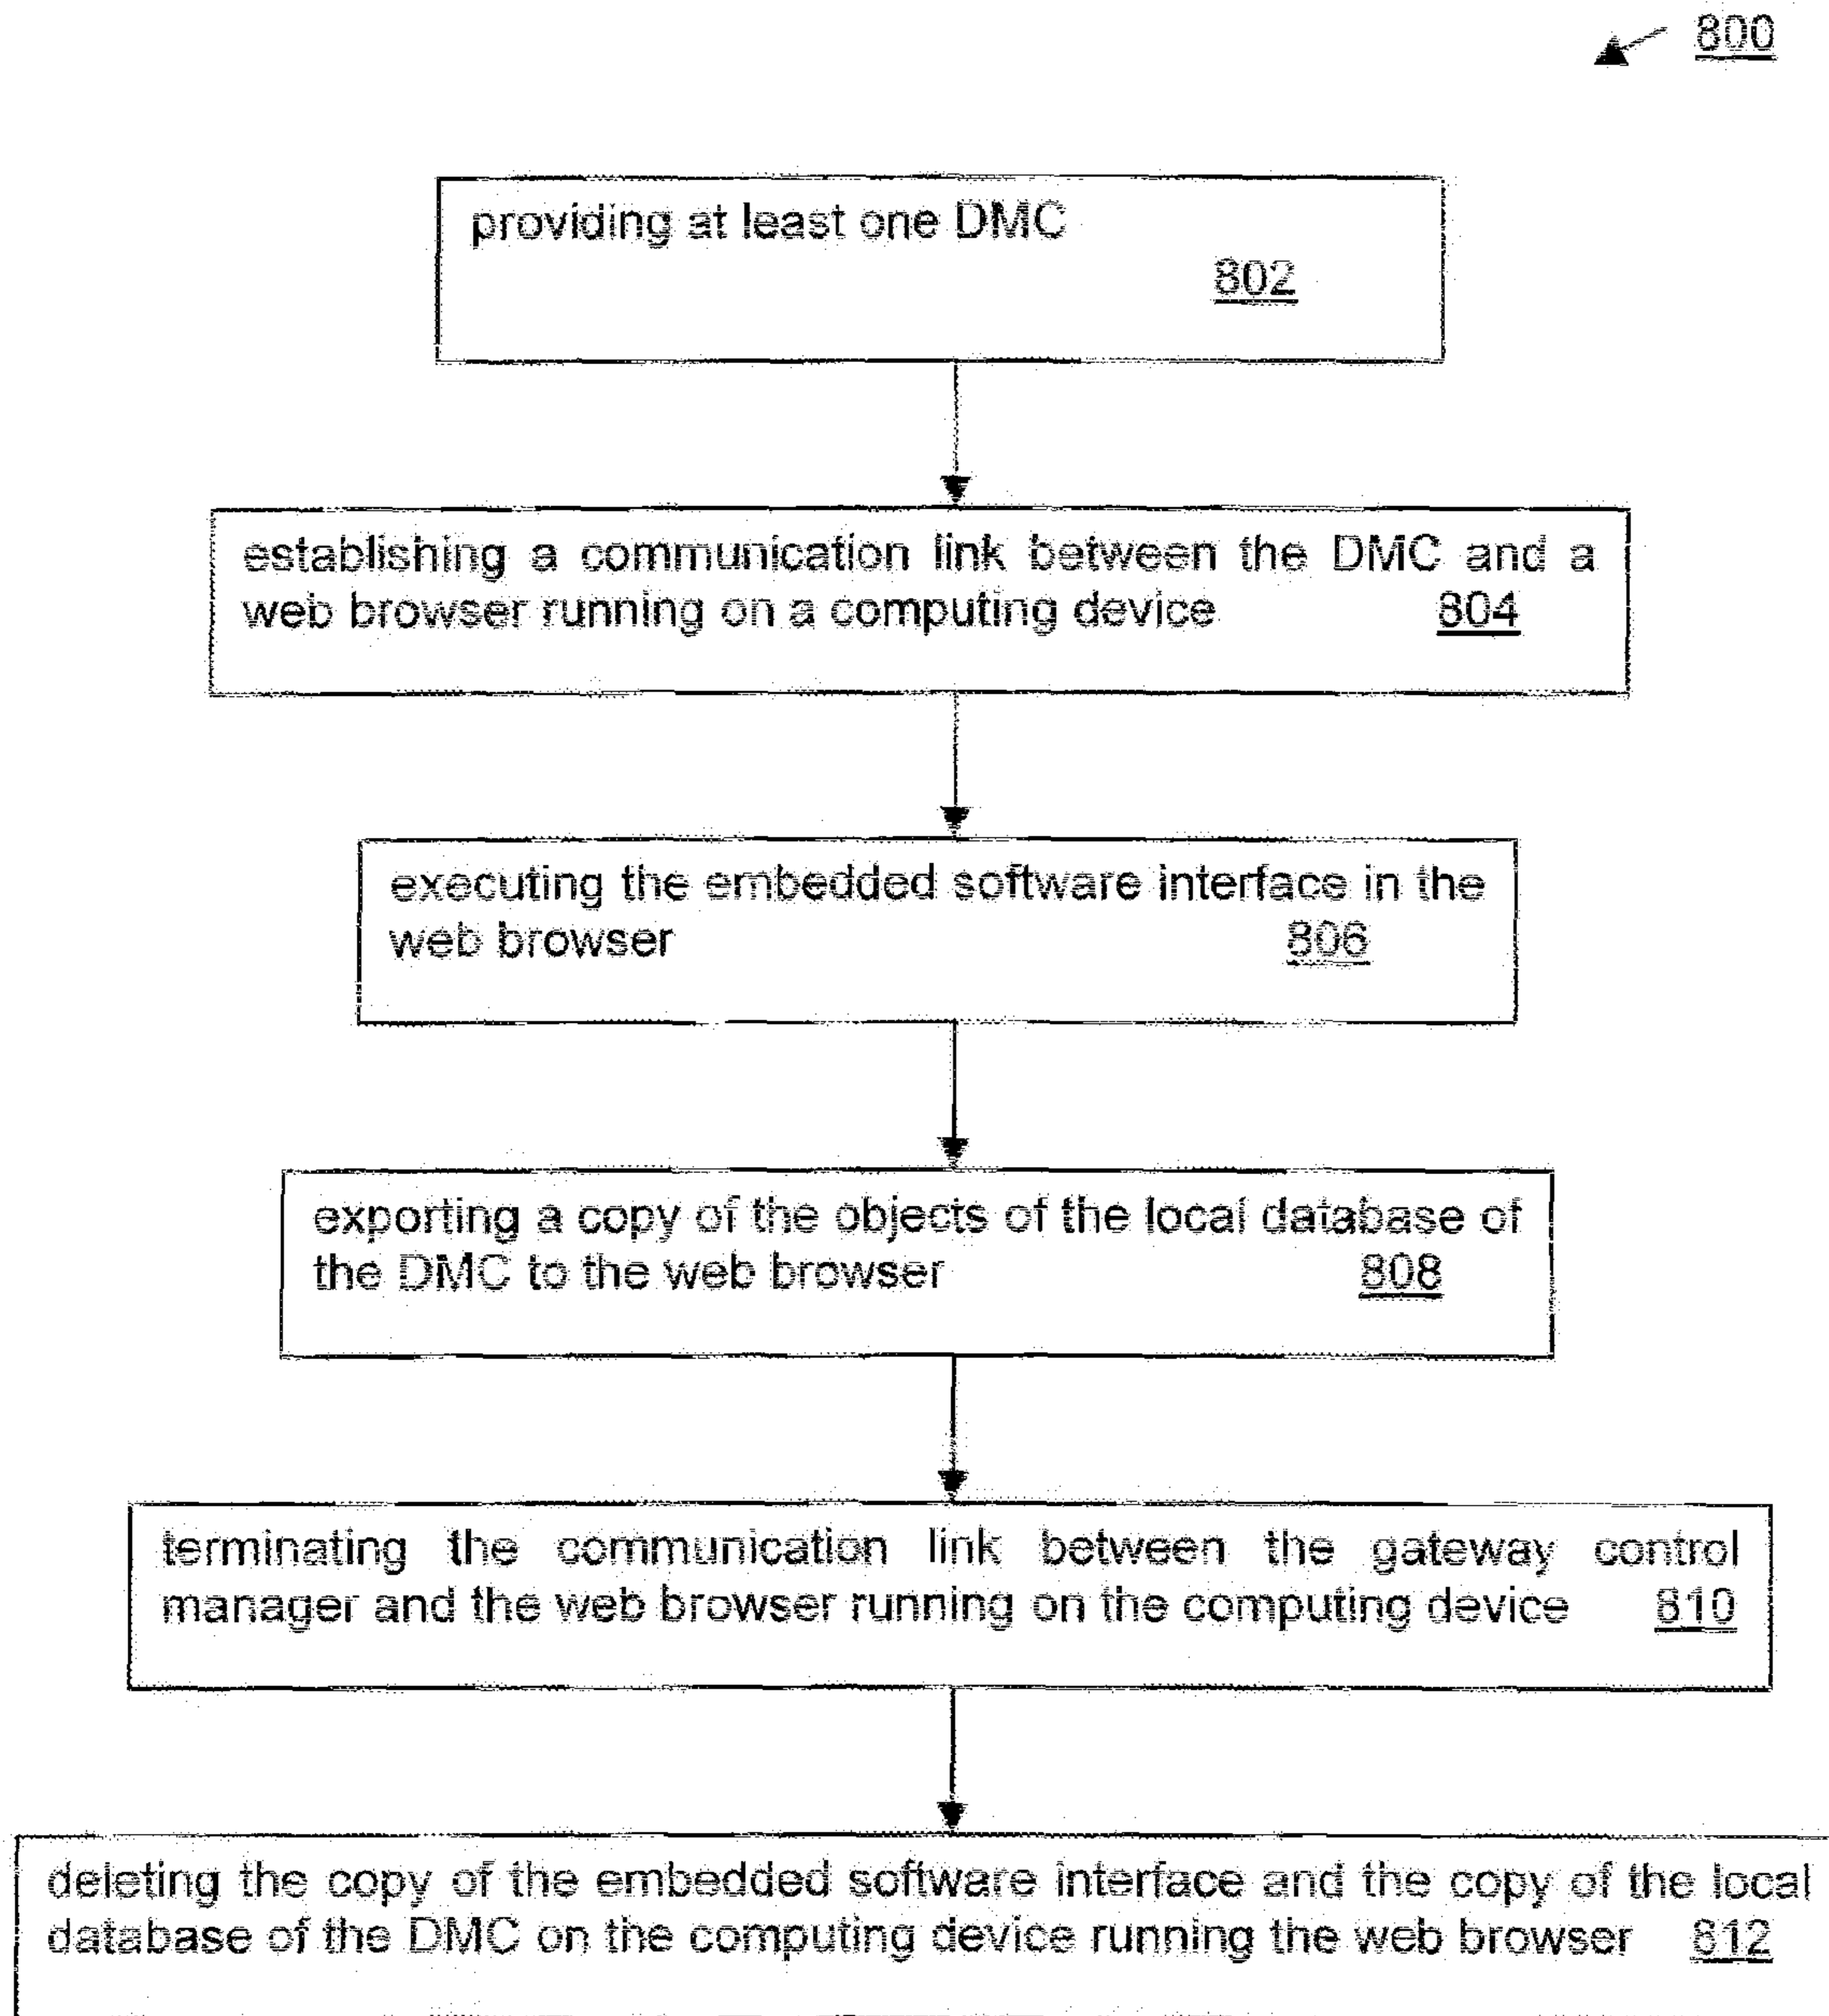 800
providing at least one DMC
802
establishing a communication link between the DMC and a
web browser running on a computing device 804
executing the embedded software interface in the
web browser 806
exporting a copy of the objects of the local database of
the DMC to the web browser 808
terminating the communication link between the gateway control
manager and the web browser running on the computing device 810
deleting the copy of the embedded software interface and the copy of the local
database of the DMC on the computing device running the web browser 812